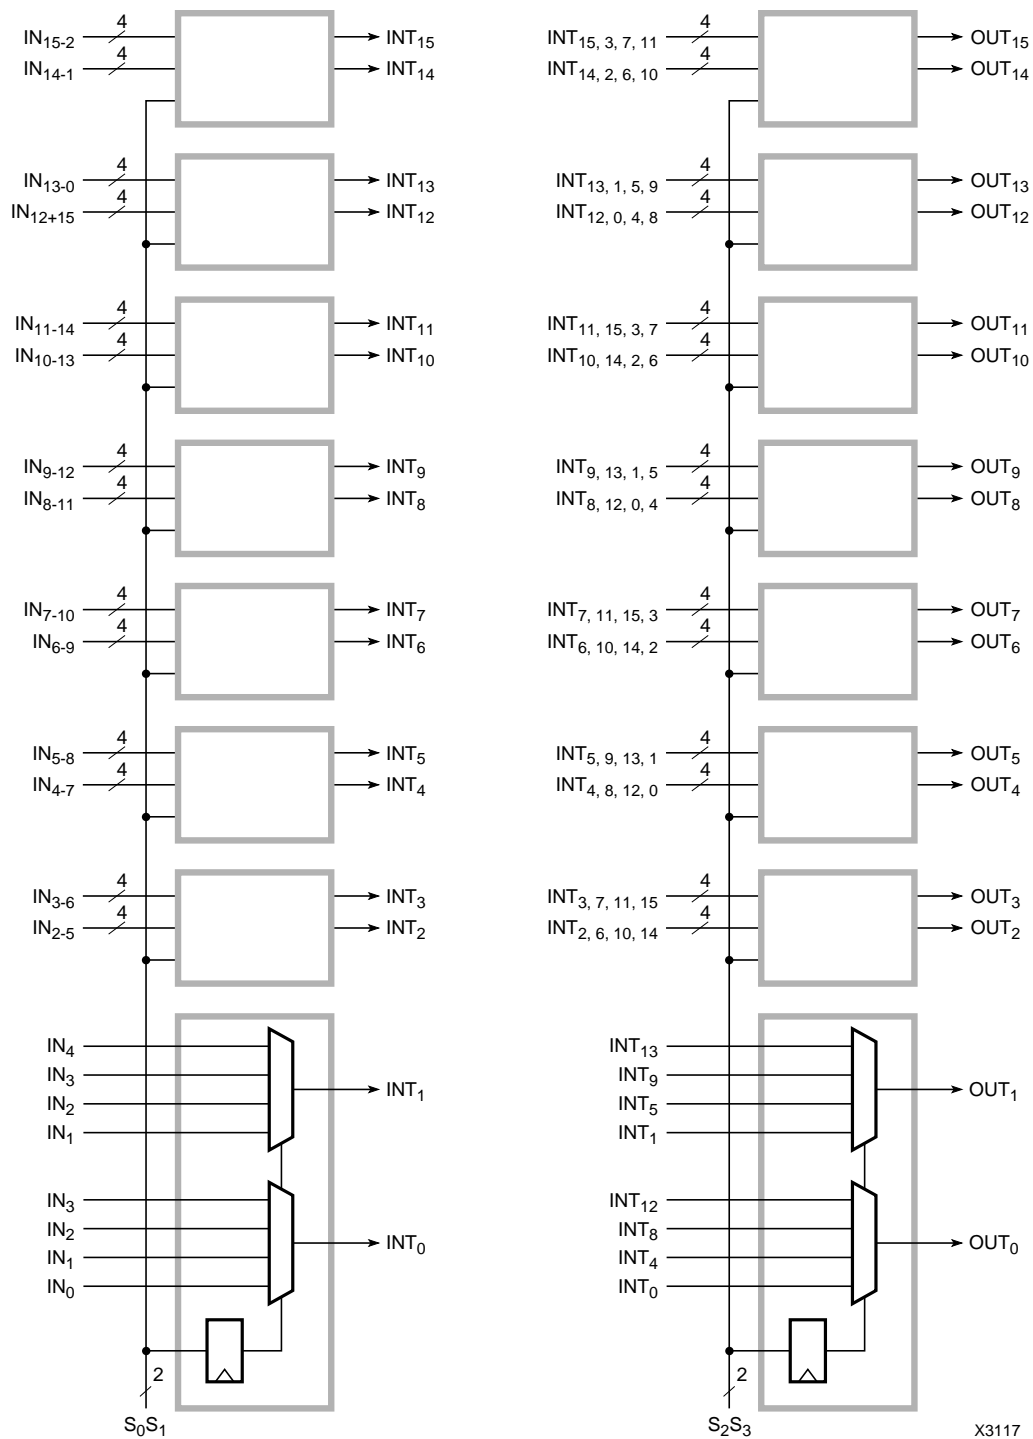 4 4
IN15-2 INT15 INT15, 3, 7, 11 OUT15
4 4
IN14-1 INT14 INT14, 2, 6, 10 OUT14
4 4
IN13-0 INT13 INT13, 1, 5, 9 OUT13
4 4
IN12+15 INT12 INT12, 0, 4, 8 OUT12
4 4
IN11-14 INT11 INT11, 15, 3, 7 OUT11
4 4
IN10-13 INT10 INT10, 14, 2, 6 OUT10
4 4
IN9-12 INT9 INT9, 13, 1, 5 OUT9
4 4
IN8-11 INT8 INT8, 12, 0, 4 OUT8
4 4
IN7-10 INT7 INT7, 11, 15, 3 OUT7
4 4
IN6-9 INT6 INT6, 10, 14, 2 OUT6
4 4
IN5-8 INT5 INT5, 9, 13, 1 OUT5
4 4
IN4-7 INT4 INT4, 8, 12, 0 OUT4
4 4
IN3-6 INT3 INT3, 7, 11, 15 OUT3
4 4
IN2-5 INT2 INT2, 6, 10, 14 OUT2
IN4 INT13
IN3 INT9
INT1 OUT1
IN2 INT5
IN1 INT1
IN3 INT12
IN2 INT8
INT0 OUT0
IN1 INT4
IN0 INT0
2 2
S0S1 S2S3 X3117